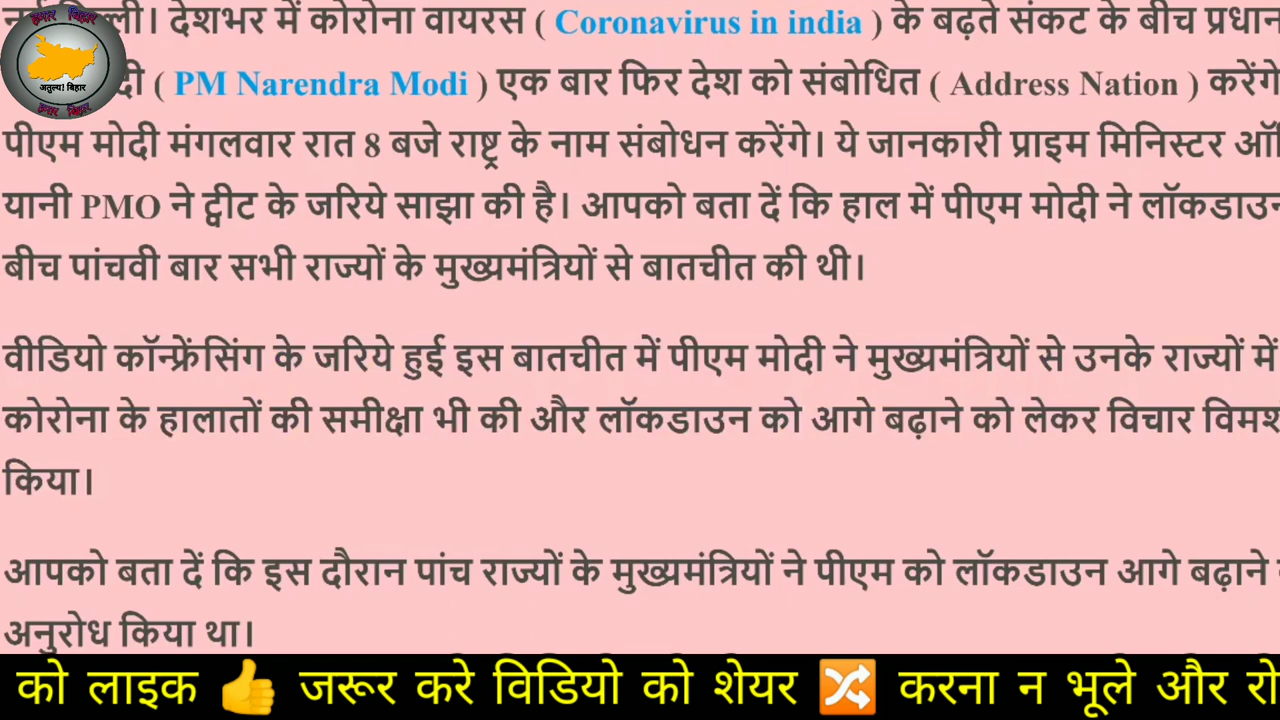 हमार बिहार
अतुल्य! बिहार
हमार बिहार
देशभर में कोरोना वायरस ( Coronavirus in india ) के बढ़ते संकट के बीच प्रधान
( PM Narendra Modi ) एक बार फिर देश को संबोधित ( Address Nation ) करेंगे
पीएम मोदी मंगलवार रात 8 बजे राष्ट्र के नाम संबोधन करेंगे। ये जानकारी प्राइम मिनिस्टर
यानी PMO ने ट्वीट के जरिये साझा की है। आपको बता दें कि हाल में पीएम मोदी ने लॉकडाउन
बीच पांचवी बार सभी राज्यों के मुख्यमंत्रियों से बातचीत की थी।
वीडियो कॉन्फ्रेंसिंग के जरिये हुई इस बातचीत में पीएम मोदी ने मुख्यमंत्रियों से उनके राज्यों में
कोरोना के हालातों की समीक्षा भी की और लॉकडाउन को आगे बढ़ाने को लेकर विचार विमर्श
किया।
आपको बता दें कि इस दौरान पांच राज्यों के मुख्यमंत्रियों ने पीएम को लॉकडाउन आगे बढ़ाने
अनुरोध किया था।
को लाइक 👍 जरूर करे विडियो को शेयर 🔀 करना न भूले और